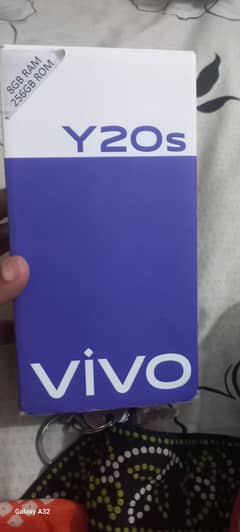 8GB RAM
256GB ROM
Y20s
vivo
Galaxy A32